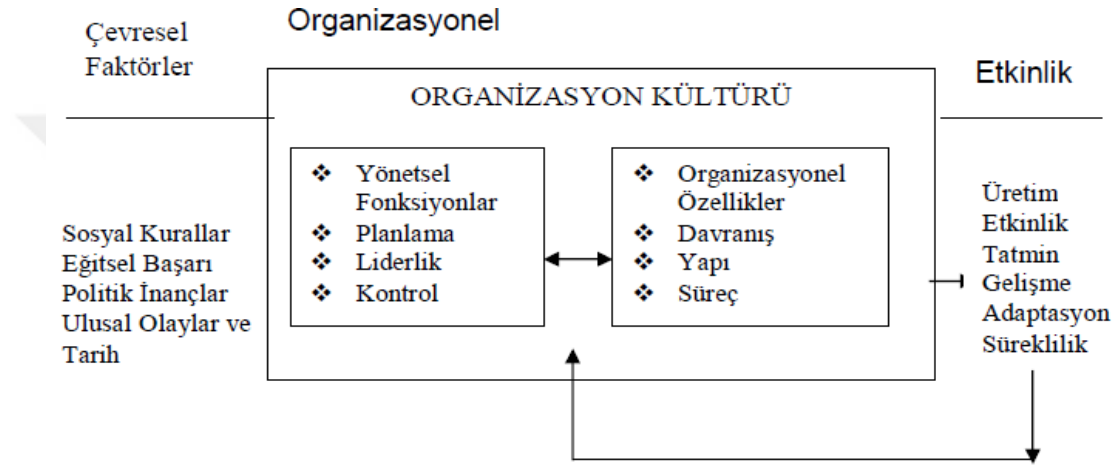 Çevresel
Faktörler
Organizasyonel
Etkinlik
ORGANİZASYON KÜLTÜRÜ
Sosyal Kurallar
Eğitsel Başarı
Politik İnançlar
Ulusal Olaylar ve
Tarih
❖ Yönetsel
Fonksiyonlar
❖ Planlama
❖ Liderlik
❖ Kontrol
❖ Organizasyonel
Özellikler
❖ Davranış
❖ Yapı
❖ Süreç
Üretim
Etkinlik
Tatmin
Gelişme
Adaptasyon
Süreklilik